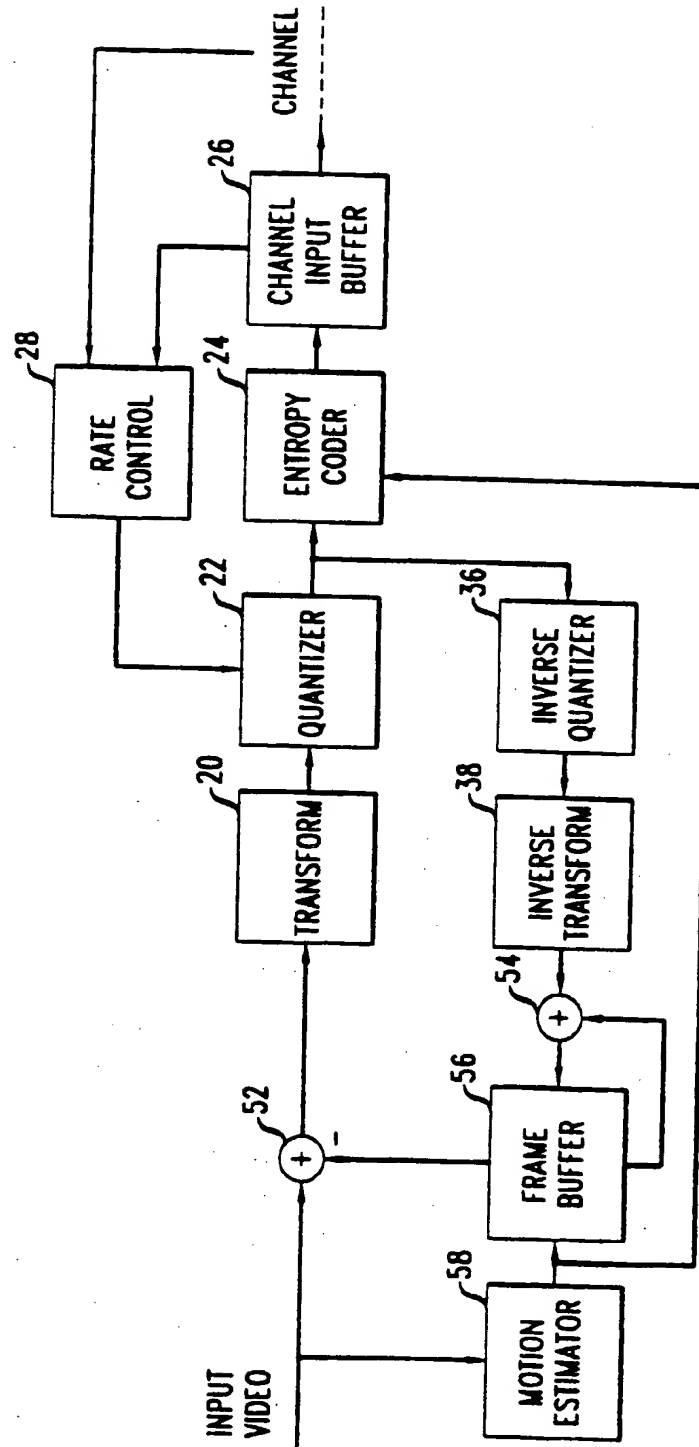 INPUT
VIDEO
52
-
+
20
TRANSFORM
22
QUANTIZER
24
ENTROPY
CODER
26
CHANNEL
INPUT
BUFFER
CHANNEL
28
RATE
CONTROL
58
MOTION
ESTIMATOR
56
FRAME
BUFFER
54
+
38
INVERSE
TRANSFORM
36
INVERSE
QUANTIZER